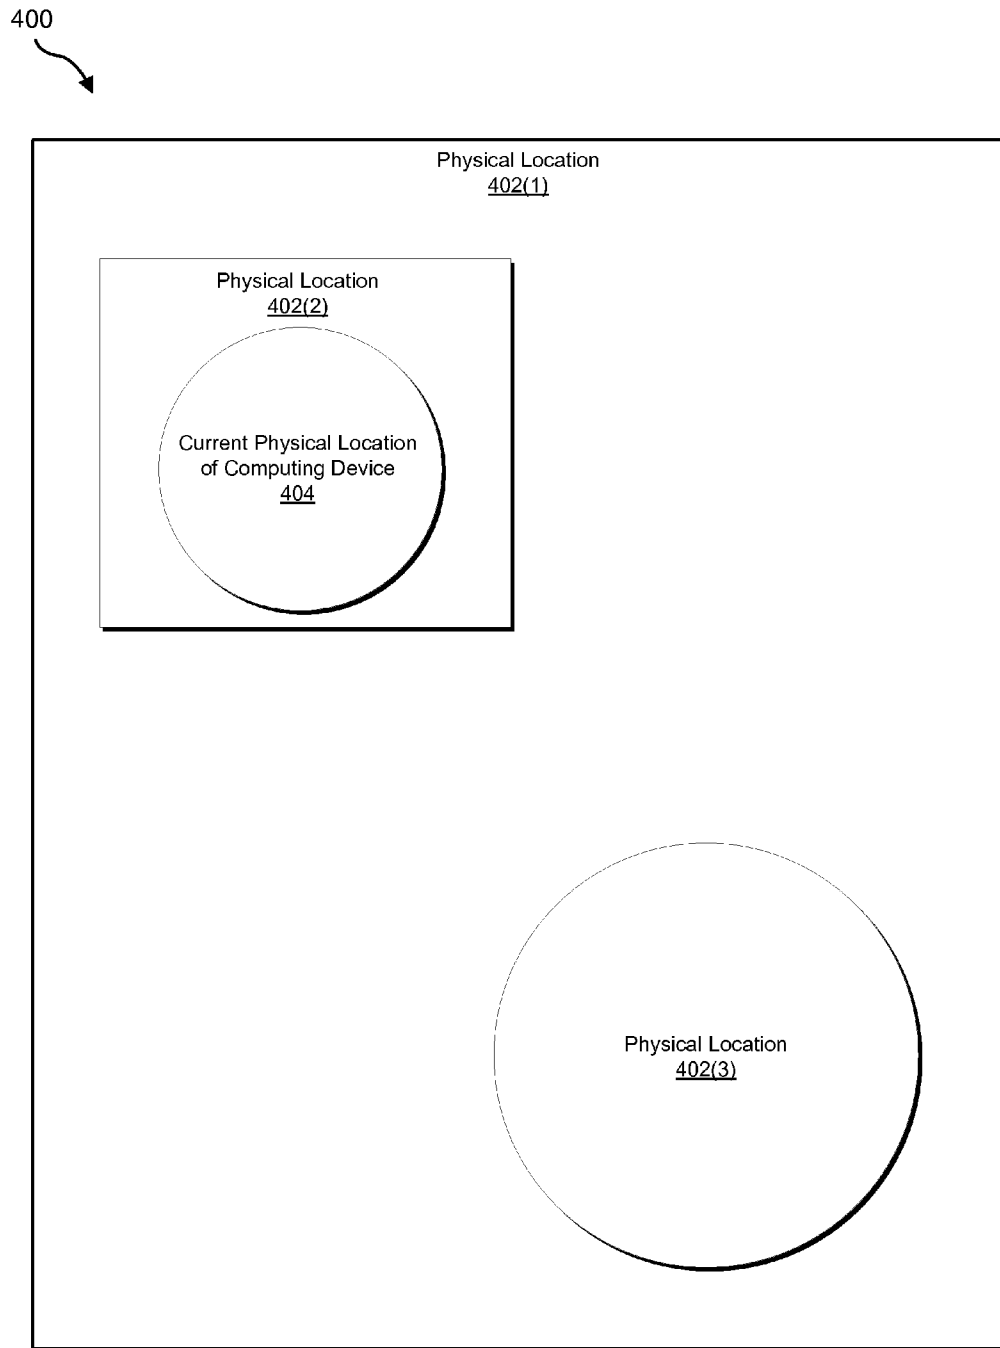 400
Physical Location
402(1)
Physical Location
402(2)
Current Physical Location
of Computing Device
404
Physical Location
402(3)